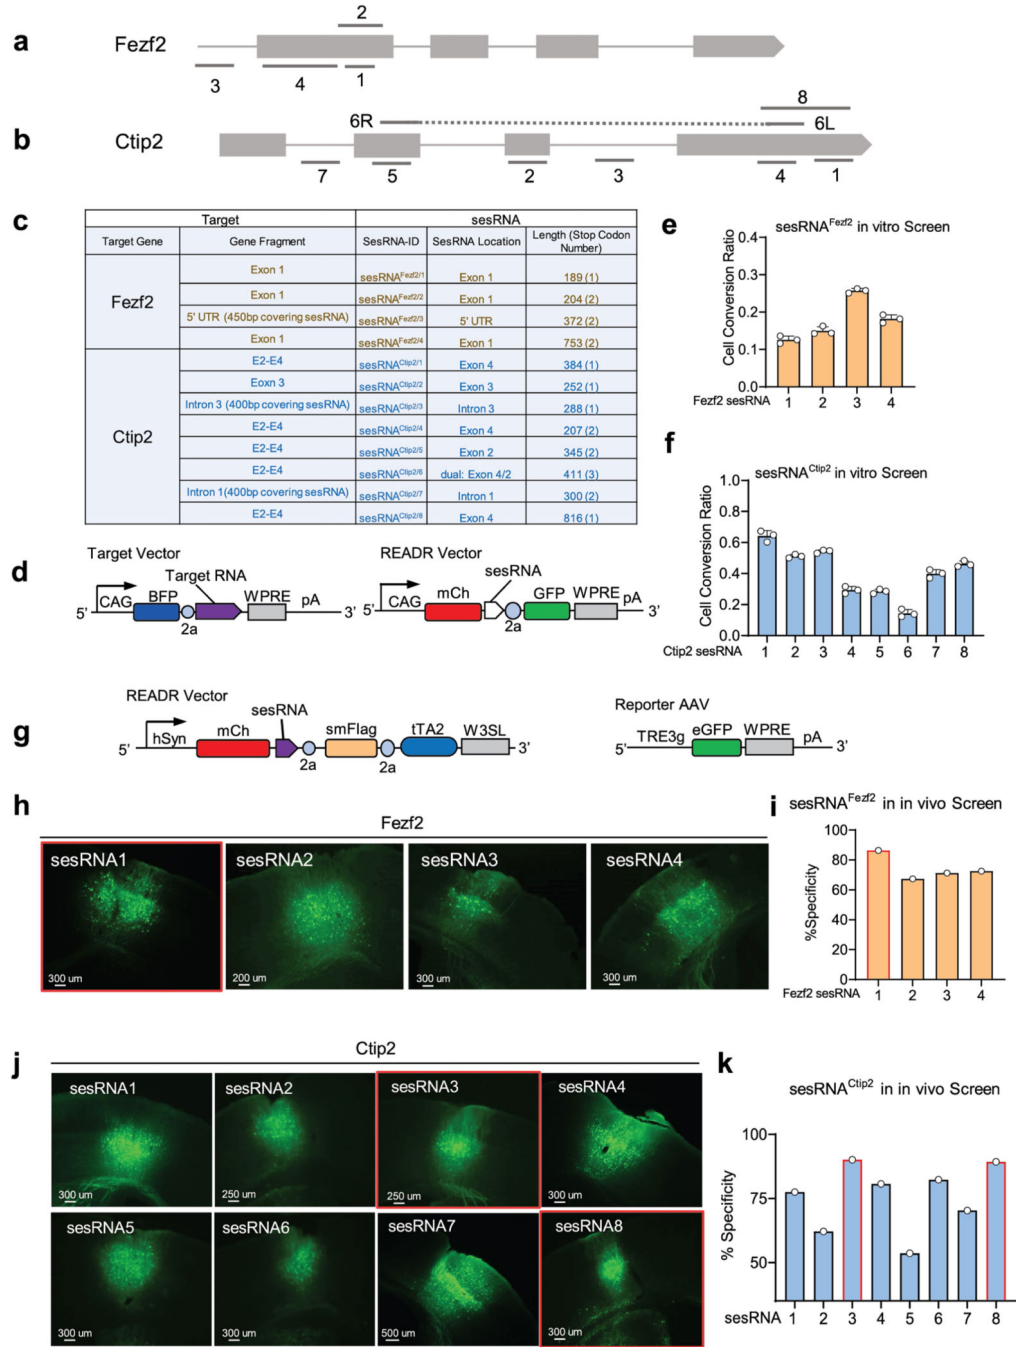 a
Fezf2
2
3
4
1
b
Ctip2
6R
8
6L
7
5
2
3
4
1
c
Target
sesRNA
Target Gene
Gene Fragment
SesRNA-ID
SesRNA Location
Length (Stop Codon Number)
Fezf2
Exon 1
sesRNAFezf2/1
Exon 1
189 (1)
Exon 1
sesRNAFezf2/2
Exon 1
204 (2)
5' UTR (450bp covering sesRNA)
sesRNAFezf2/3
5' UTR
372 (2)
Exon 1
sesRNAFezf2/4
Exon 1
753 (2)
Ctip2
E2-E4
sesRNACtip2/1
Exon 4
384 (1)
Eoxn 3
sesRNACtip2/2
Exon 3
252 (1)
Intron 3 (400bp covering sesRNA)
sesRNACtip2/3
Intron 3
288 (1)
E2-E4
sesRNACtip2/4
Exon 4
207 (2)
E2-E4
sesRNACtip2/5
Exon 2
345 (2)
E2-E4
sesRNACtip2/6
dual: Exon 4/2
411 (3)
Intron 1(400bp covering sesRNA)
sesRNACtip2/7
Intron 1
300 (2)
E2-E4
sesRNACtip2/8
Exon 4
816 (1)
d
Target Vector
Target RNA
5'
CAG
BFP
2a
WPRE
pA
3'
READR Vector
sesRNA
5'
CAG
mCh
2a
GFP
WPRE
pA
3'
e
sesRNAFezf2 in vitro Screen
Cell Conversion Ratio
0.4
0.3
0.2
0.1
0.0
Fezf2 sesRNA
1 2 3 4
f
sesRNACtip2 in vitro Screen
Cell Conversion Ratio
1.0
0.8
0.6
0.4
0.2
0.0
Ctip2 sesRNA
1 2 3 4 5 6 7 8
g
READR Vector
sesRNA
5'
hSyn
mCh
2a
smFlag
2a
tTA2
W3SL
3'
Reporter AAV
5'
TRE3g
eGFP
WPRE
pA
3'
h
Fezf2
sesRNA1
300 um
sesRNA2
200 um
sesRNA3
300 um
sesRNA4
300 um
i
sesRNAFezf2 in in vivo Screen
%Specificity
100
80
60
40
20
0
Fezf2 sesRNA
1 2 3 4
j
Ctip2
sesRNA1
300 um
sesRNA2
250 um
sesRNA3
250 um
sesRNA4
300 um
sesRNA5
300 um
sesRNA6
300 um
sesRNA7
500 um
sesRNA8
300 um
k
sesRNACtip2 in in vivo Screen
% Specificity
100
75
50
sesRNA 1 2 3 4 5 6 7 8